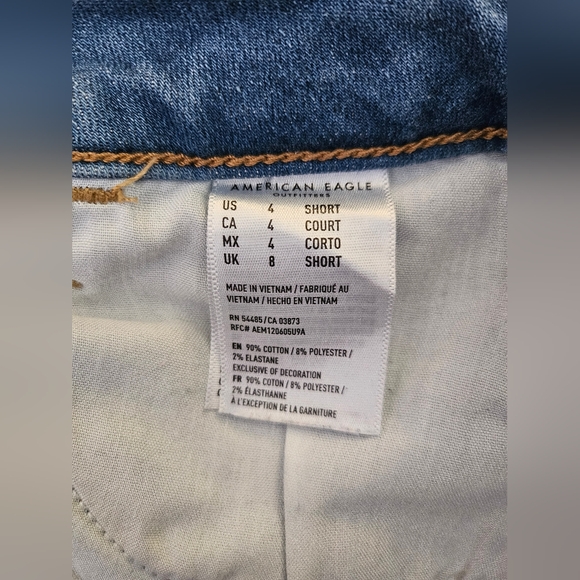 AMERICAN EAGLE
OUTFITTERS
US 4 SHORT
CA 4 COURT
MX 4 CORTO
UK 8 SHORT
MADE IN VIETNAM / FABRIQUÉ AU
VIETNAM / HECHO EN VIETNAM
RN 54485/CA 03873
RFC# AEM120605U9A
EN 90% COTTON / 8% POLYESTER /
2% ELASTANE
EXCLUSIVE OF DECORATION
FR 90% COTON / 8% POLYESTER /
2% ÉLASTHANNE
À L'EXCEPTION DE LA GARNITURE